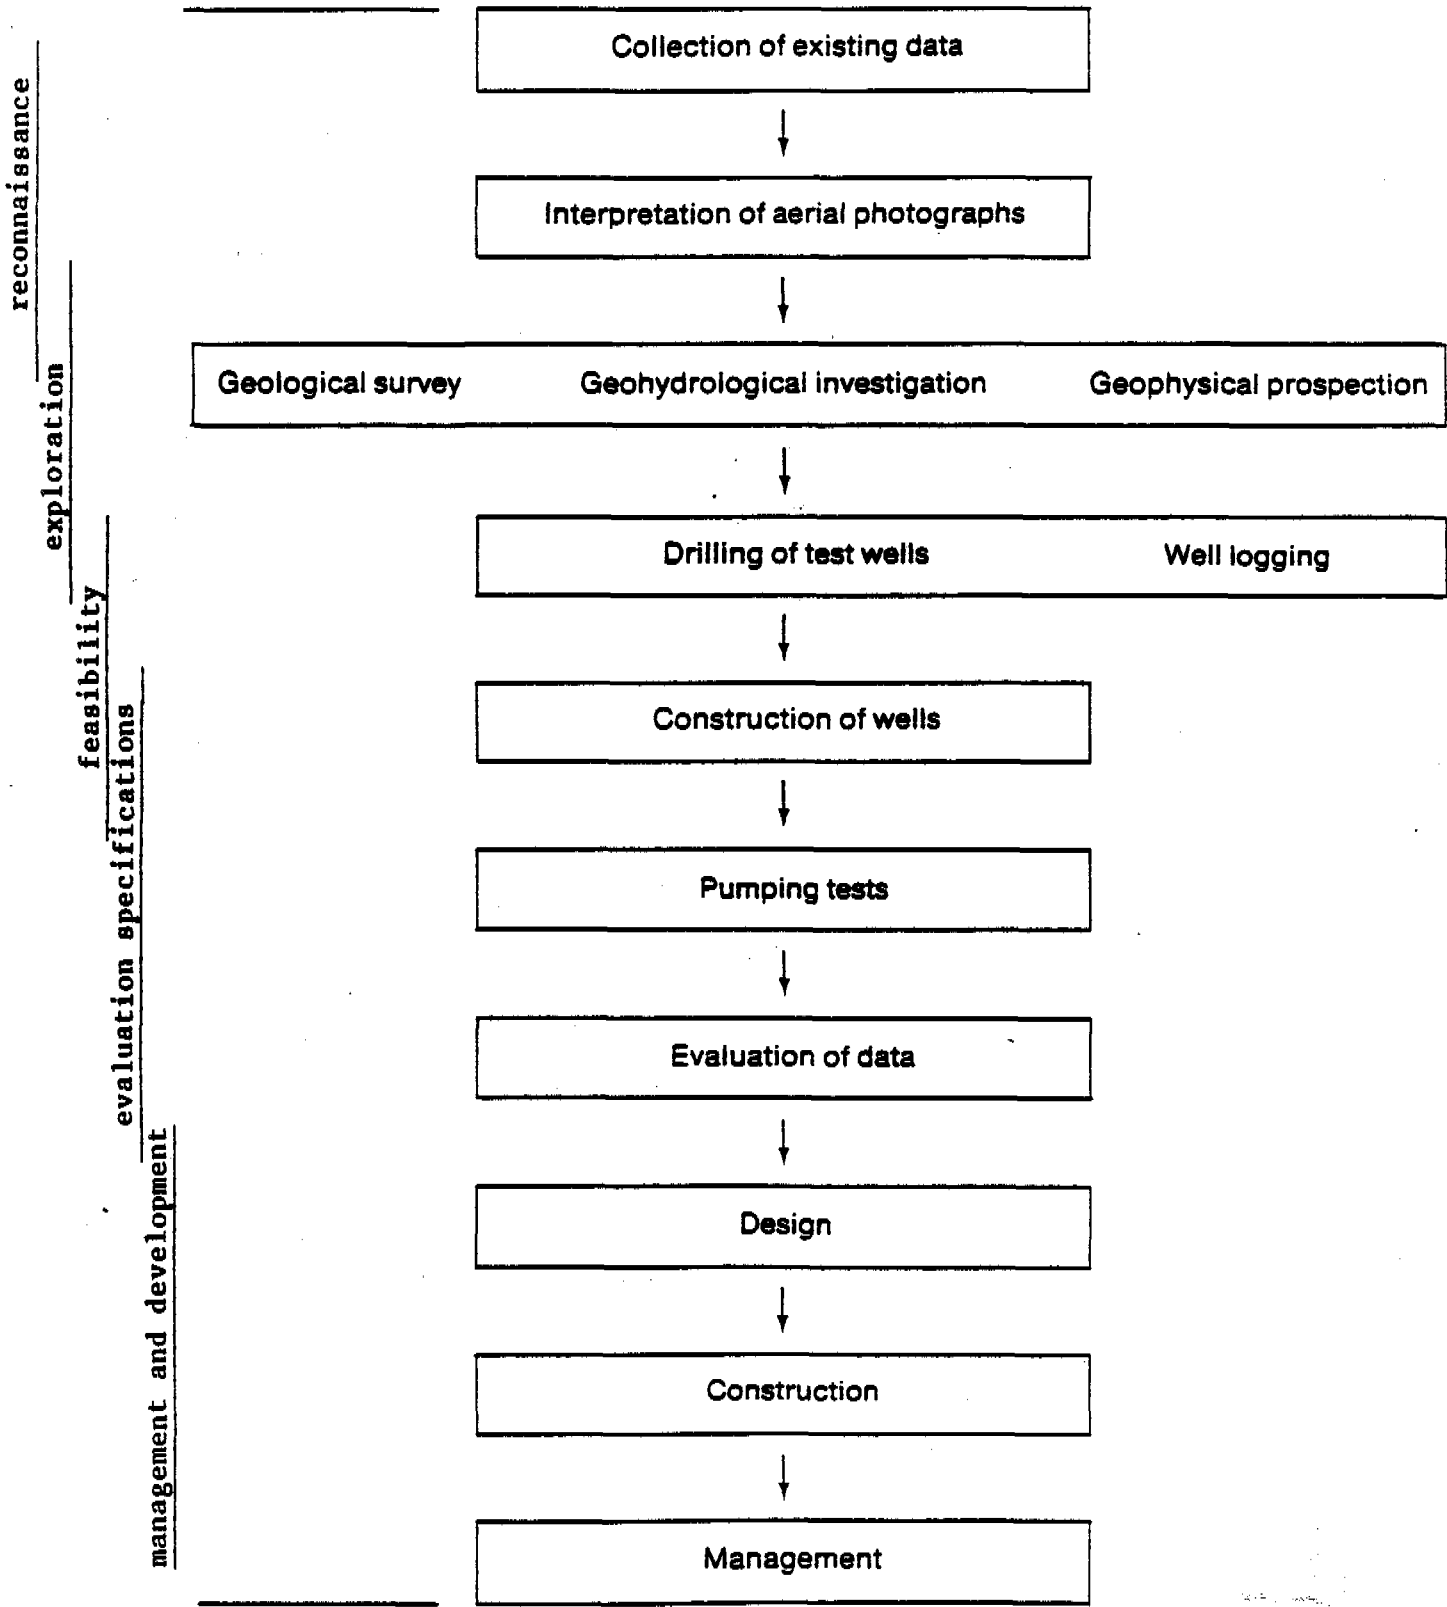 Collection of existing data
Interpretation of aerial photographs
Geological survey Geohydrological investigation Geophysical prospection
Drilling of test wells Well logging
Construction of wells
Pumping tests
Evaluation of data
Design
Construction
Management
reconnaissance
exploration
feasibility
evaluation specifications
management and development